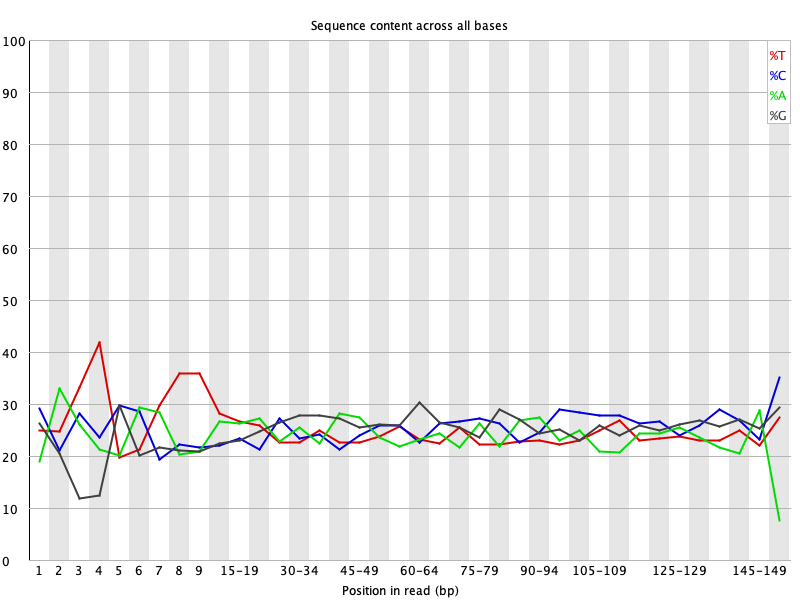 Sequence content across all bases
100
90
80
70
60
50
40
30
20
10
0
%T
%C
%A
%G
1 2 3 4 5 6 7 8 9 15-19 30-34 45-49 60-64 75-79 90-94 105-109 125-129 145-149
Position in read (bp)